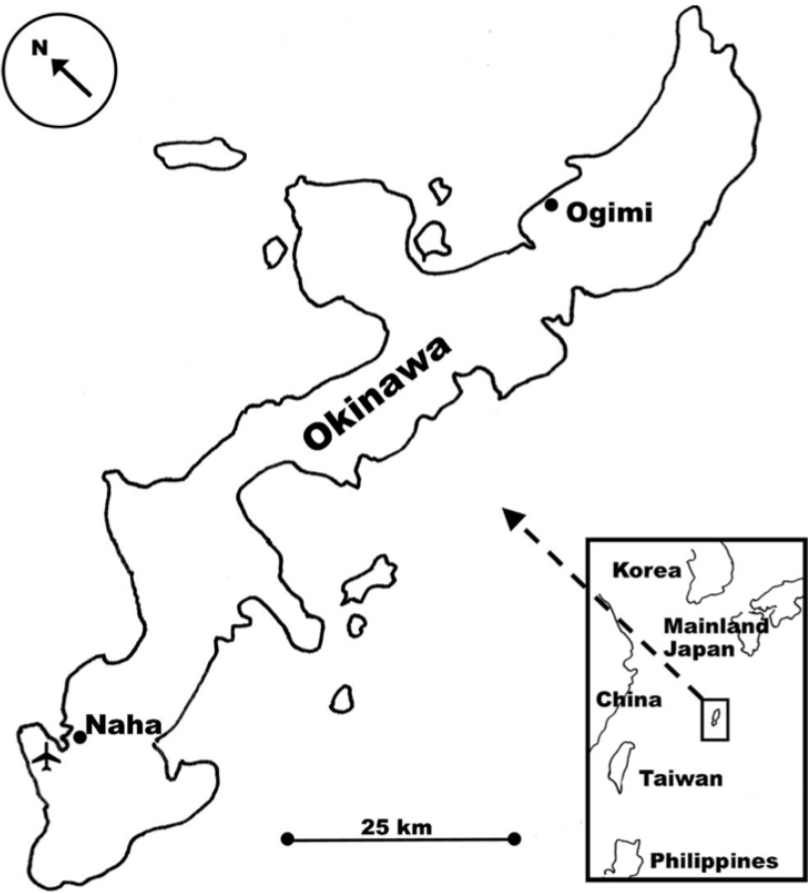 N
Ogimi
Okinawa
Korea
Mainland
Japan
China
Naha
Taiwan
25 km
Philippines